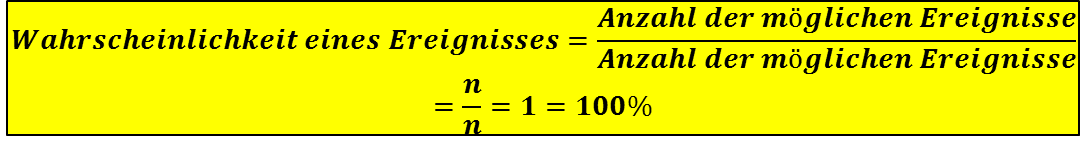 Wahrscheinlichkeit eines Ereignisses = Anzahl der möglichen Ereignisse / Anzahl der möglichen Ereignisse
= n/n = 1 = 100%